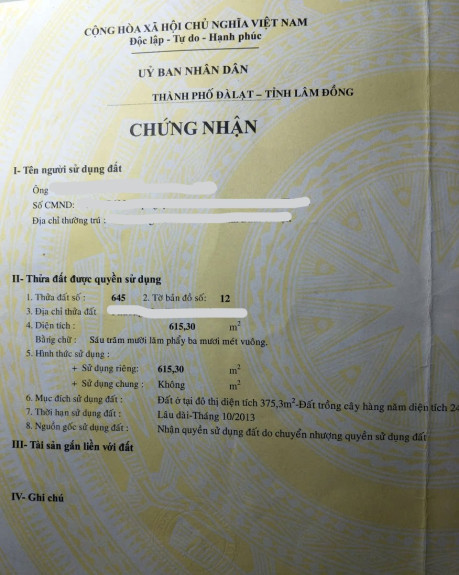 CỘNG HÒA XÃ HỘI CHỦ NGHĨA VIỆT NAM
Độc lập - Tự do - Hạnh phúc
UỶ BAN NHÂN DÂN
THÀNH PHỐ ĐÀLẠT – TỈNH LÂM ĐỒNG
CHỨNG NHẬN
I- Tên người sử dụng đất
Ông
Số CMND:
Địa chỉ thường trú :
II- Thửa đất được quyền sử dụng
1. Thửa đất số : 645 2. Tờ bản đồ số: 12
3. Địa chỉ thửa đất
4. Diện tích : 615,30 m²
Bằng chữ : Sáu trăm mười lăm phẩy ba mươi mét vuông.
5. Hình thức sử dụng :
+ Sử dụng riêng: 615,30 m²
+ Sử dụng chung : Không m²
6. Mục đích sử dụng đất : Đất ở tại đô thị diện tích 375,3m²-Đất trồng cây hàng năm diện tích 24
7. Thời hạn sử dụng đất : Lâu dài-Tháng 10/2013
8. Nguồn gốc sử dụng đất : Nhận quyền sử dụng đất do chuyển nhượng quyền sử dụng đất
III- Tài sản gắn liền với đất
IV- Ghi chú